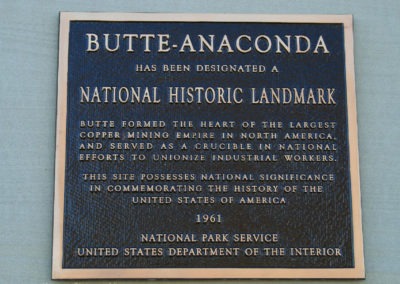 BUTTE-ANACONDA
HAS BEEN DESIGNATED A
NATIONAL HISTORIC LANDMARK
BUTTE FORMED THE HEART OF THE LARGEST
COPPER MINING EMPIRE IN NORTH AMERICA,
AND SERVED AS A CRUCIBLE IN NATIONAL
EFFORTS TO UNIONIZE INDUSTRIAL WORKERS.
THIS SITE POSSESSES NATIONAL SIGNIFICANCE
IN COMMEMORATING THE HISTORY OF THE
UNITED STATES OF AMERICA
1961
NATIONAL PARK SERVICE
UNITED STATES DEPARTMENT OF THE INTERIOR